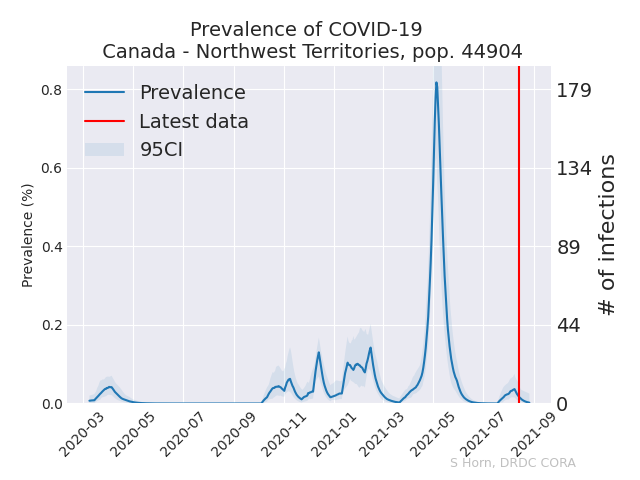 Prevalence of COVID-19
Canada - Northwest Territories, pop. 44904
Prevalence
Latest data
95CI
Prevalence (%)
0.8
0.6
0.4
0.2
0.0
179
134
89
44
0
# of infections
2020-03
2020-05
2020-07
2020-09
2020-11
2021-01
2021-03
2021-05
2021-07
2021-09
S Horn, DRDC CORA